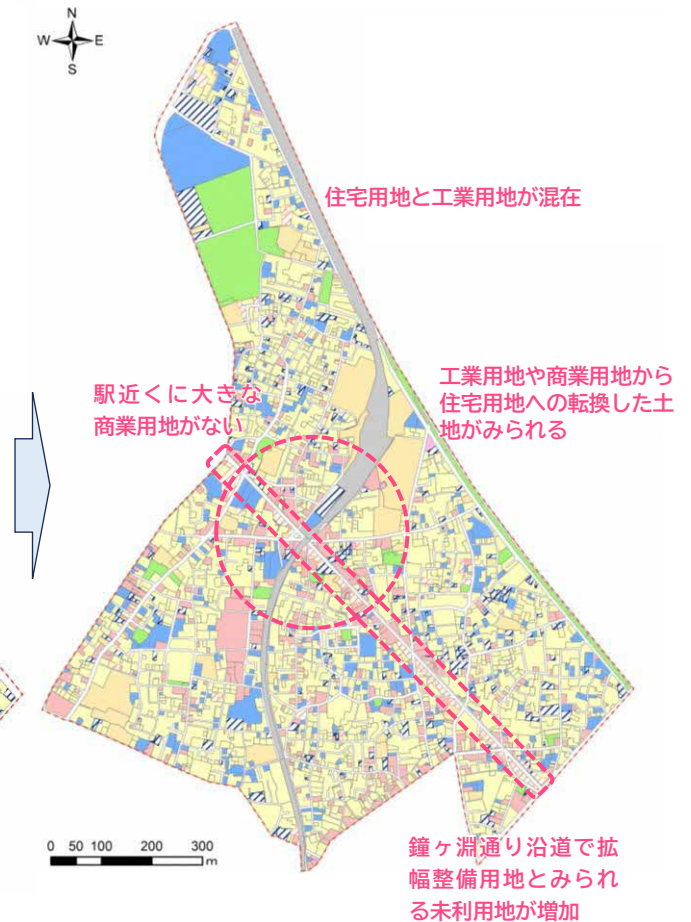 N
W E
S
住宅用地と工業用地が混在
駅近くに大きな
商業用地がない
工業用地や商業用地から
住宅用地への転換した土
地がみられる
0 50 100 200 300
m
鐘ヶ淵通り沿道で拡
幅整備用地とみられ
る未利用地が増加